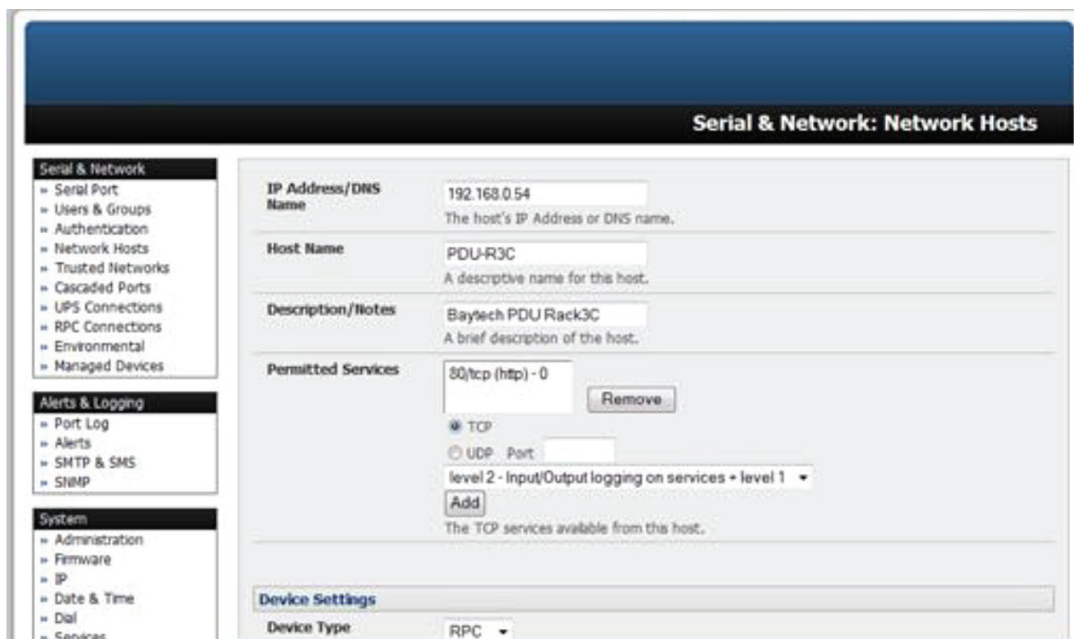 Serial & Network: Network Hosts
Serial & Network
» Serial Port
» Users & Groups
» Authentication
» Network Hosts
» Trusted Networks
» Cascaded Ports
» UPS Connections
» RPC Connections
» Environmental
» Managed Devices
Alerts & Logging
» Port Log
» Alerts
» SMTP & SMS
» SNMP
System
» Administration
» Firmware
» IP
» Date & Time
» Dial
» Services
IP Address/DNS
Name
192.168.0.54
The host's IP Address or DNS name.
Host Name
PDU-R3C
A descriptive name for this host.
Description/Notes
Baytech PDU Rack3C
A brief description of the host.
Permitted Services
80/tcp (http) - 0
Remove
TCP
UDP Port
level 2 - Input/Output logging on services + level 1
Add
The TCP services available from this host.
Device Settings
Device Type
RPC